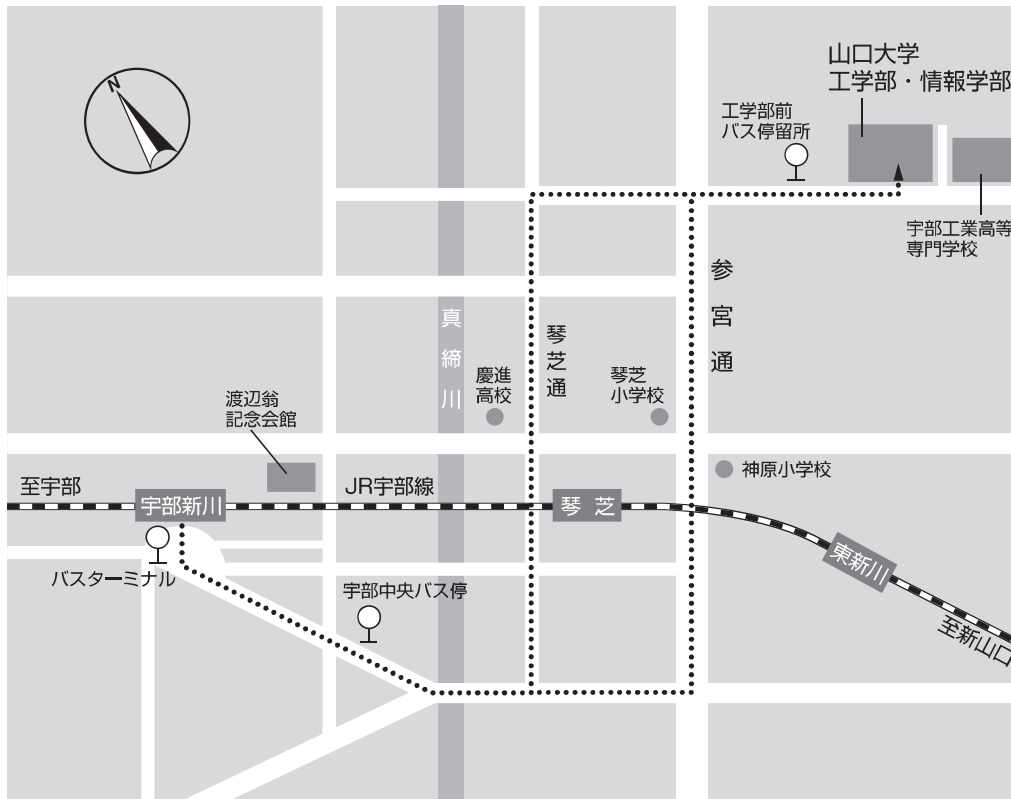 N
山口大学
工学部・情報学部
工学部前
バス停留所
宇部工業高等
専門学校
参宮通
真締川
琴芝通
慶進
高校
琴芝
小学校
渡辺翁
記念会館
神原小学校
至宇部
宇部新川
JR宇部線
琴芝
東新川
バスターミナル
宇部中央バス停
至新山口